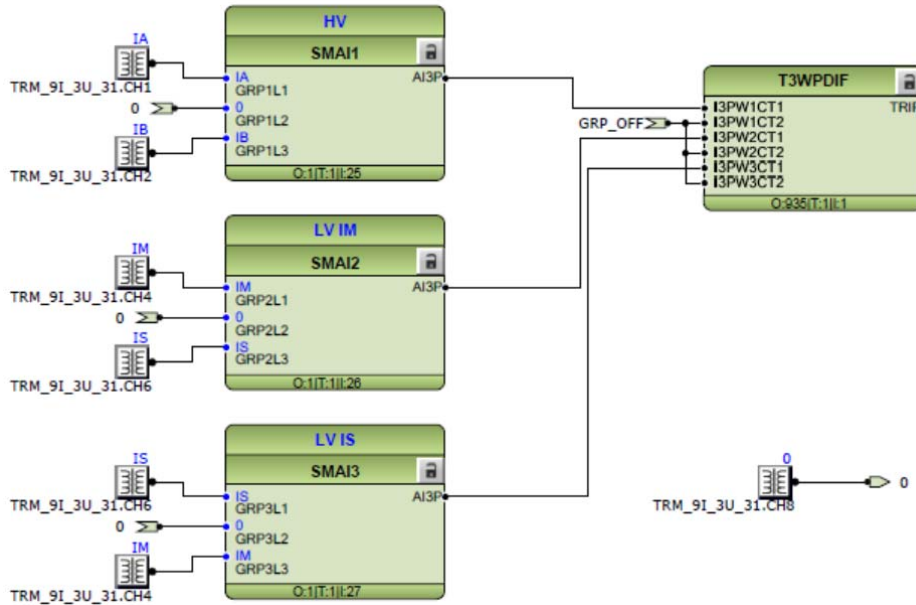 HV
SMAI1
IA
TRM_9I_3U_31.CH1
0
IB
TRM_9I_3U_31.CH2
IA
GRP1L1
0
GRP1L2
IB
GRP1L3
AI3P
O:1|T:1|I:25
LV IM
SMAI2
IM
TRM_9I_3U_31.CH4
0
IS
TRM_9I_3U_31.CH6
IM
GRP2L1
0
GRP2L2
IS
GRP2L3
AI3P
O:1|T:1|I:26
LV IS
SMAI3
IS
TRM_9I_3U_31.CH6
0
IM
TRM_9I_3U_31.CH4
IS
GRP3L1
0
GRP3L2
IM
GRP3L3
AI3P
O:1|T:1|I:27
T3WPDIF
GRP_OFF
I3PW1CT1
I3PW1CT2
I3PW2CT1
I3PW2CT2
I3PW3CT1
I3PW3CT2
TRIP
O:935|T:1|I:1
0
TRM_9I_3U_31.CH8
0